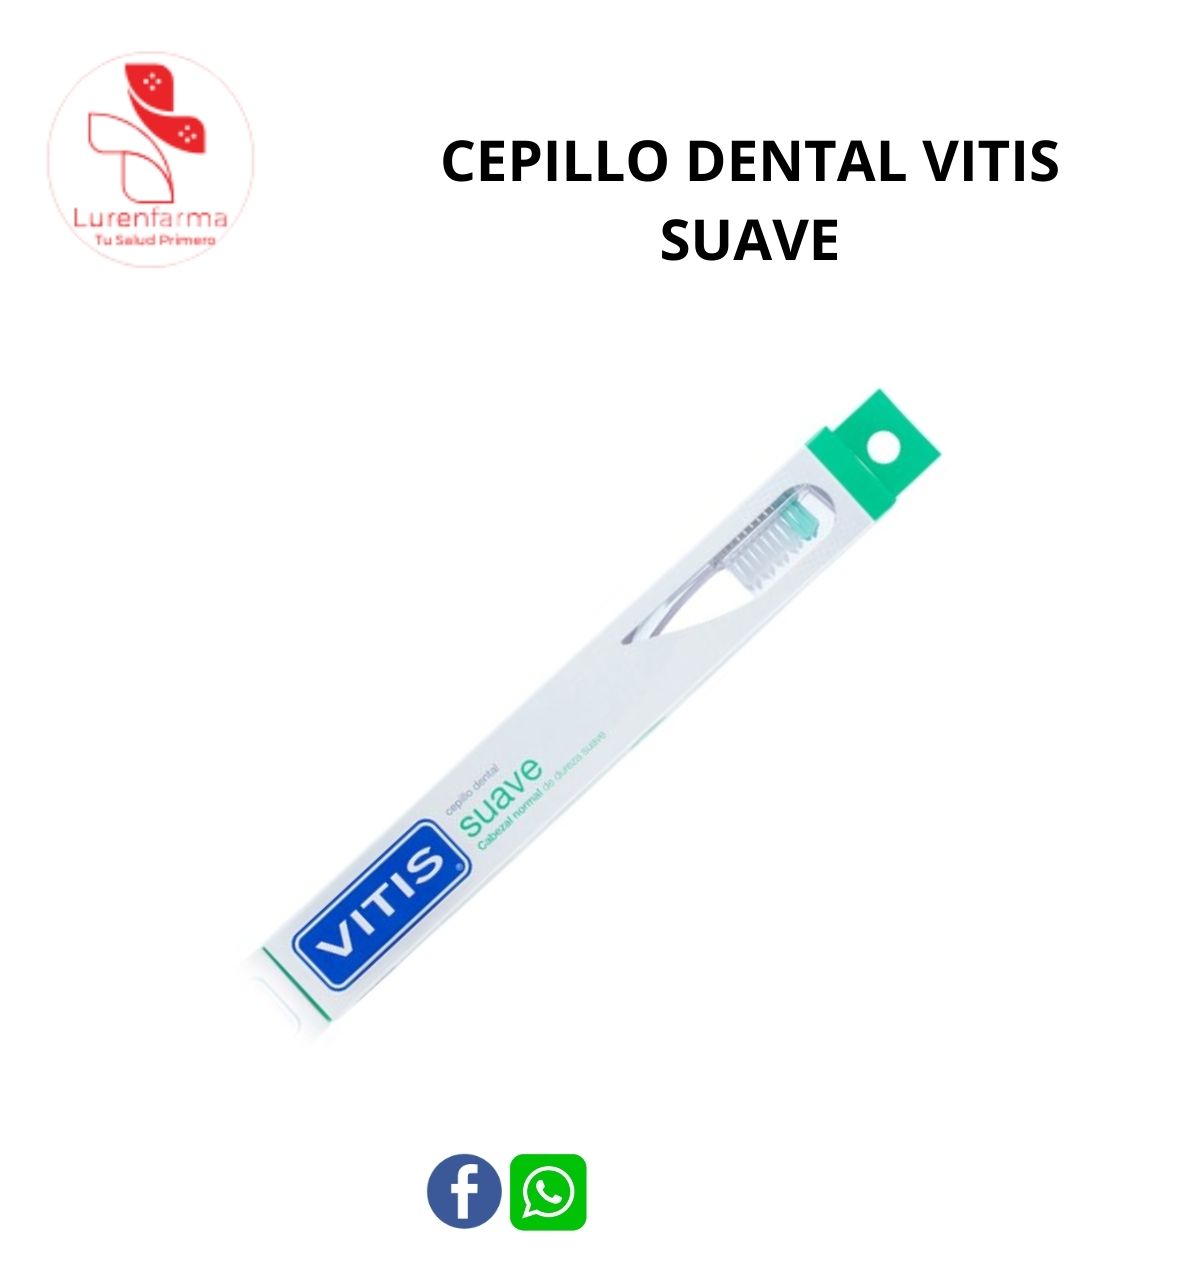 CEPILLO DENTAL VITIS
SUAVE
Lurenfarma
Tu Salud Primero
cepillo dental
suave
Cabezal normal de dureza suave
VITIS®